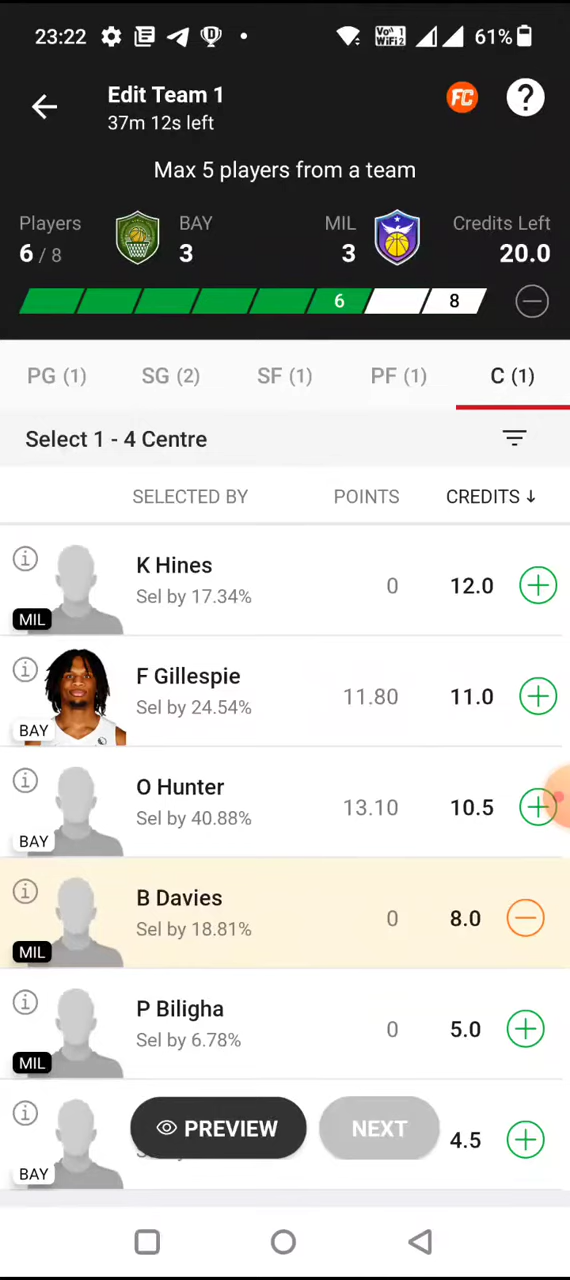 23:22 Vo 1 WiFi2 61%
Edit Team 1
FC ?
37m 12s left
Max 5 players from a team
Players BAY MIL Credits Left
6 / 8 3 3 20.0
6 8
PG (1) SG (2) SF (1) PF (1) C (1)
Select 1 - 4 Centre
SELECTED BY POINTS CREDITS ↓
K Hines
Sel by 17.34% 0 12.0
MIL
F Gillespie
Sel by 24.54% 11.80 11.0
BAY
O Hunter
Sel by 40.88% 13.10 10.5
BAY
B Davies
Sel by 18.81% 0 8.0
MIL
P Biligha
Sel by 6.78% 0 5.0
MIL
PREVIEW NEXT 4.5
BAY